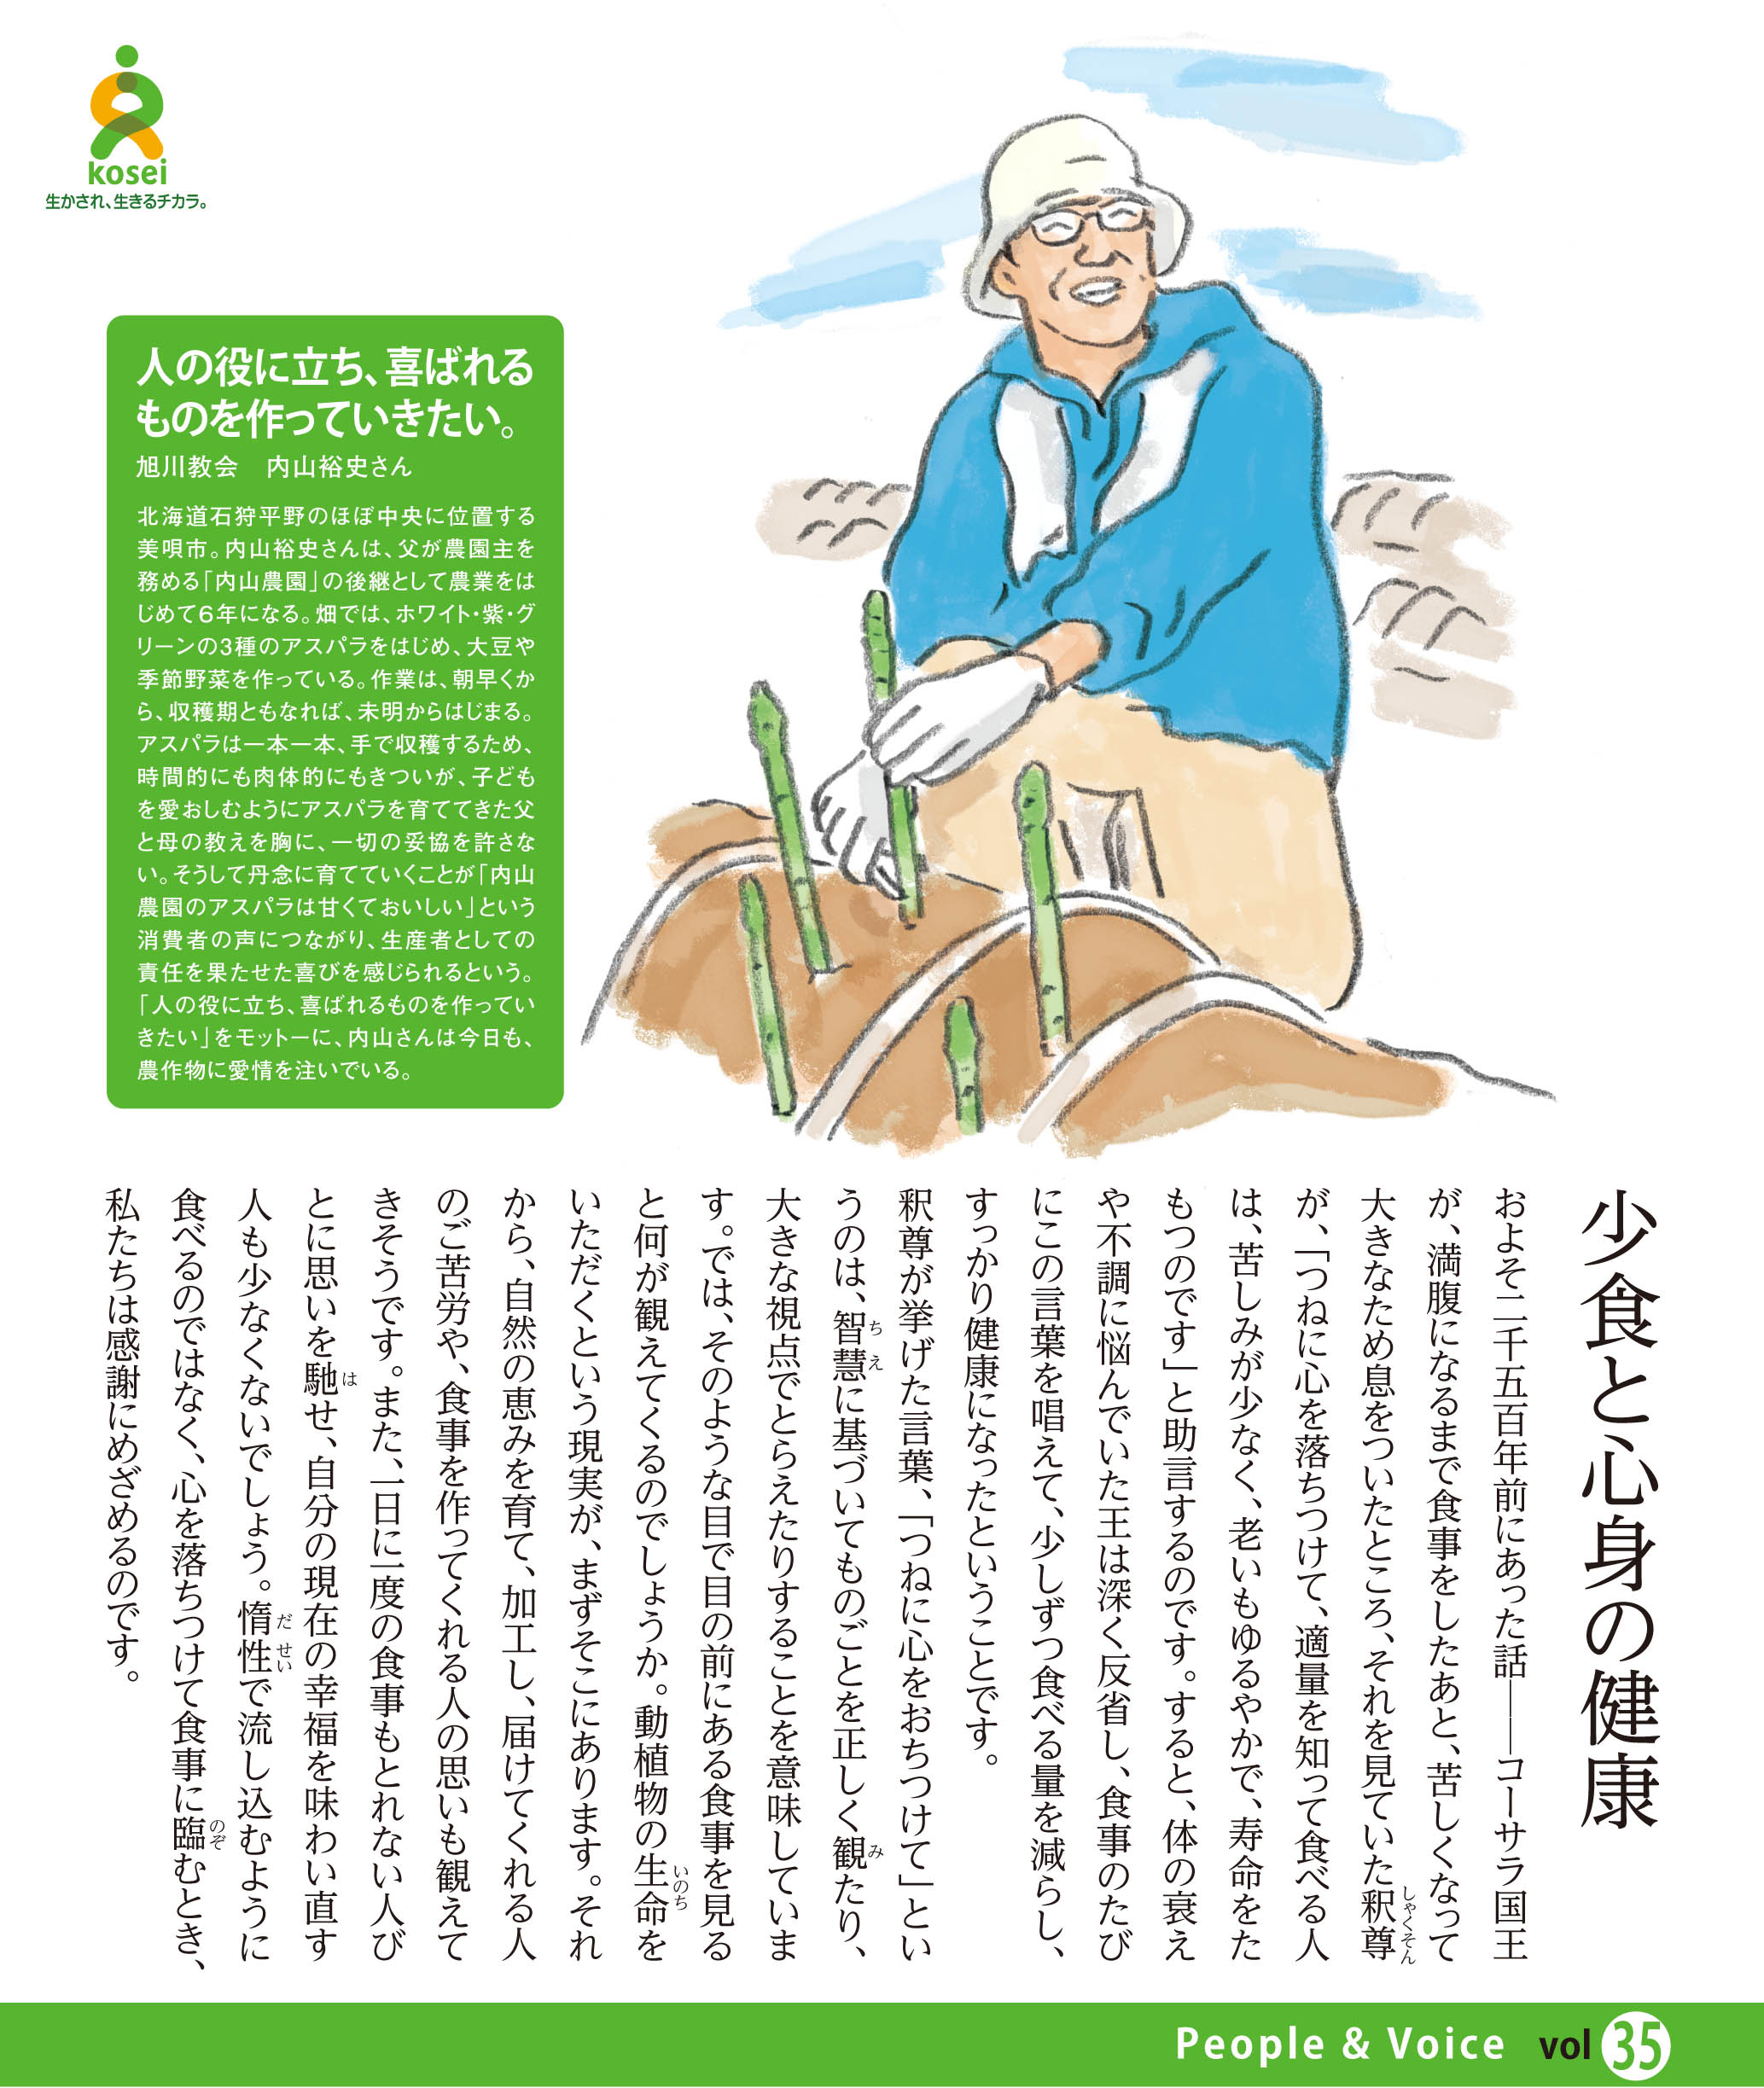 kosei
生かされ、生きるチカラ。
人の役に立ち、喜ばれる
ものを作っていきたい。
旭川教会　内山裕史さん
北海道石狩平野のほぼ中央に位置する
美唄市。内山裕史さんは、父が農園主を
務める「内山農園」の後継として農業をは
じめて6年になる。畑では、ホワイト・紫・グ
リーンの3種のアスパラをはじめ、大豆や
季節野菜を作っている。作業は、朝早くか
ら、収穫期ともなれば、未明からはじまる。
アスパラは一本一本、手で収穫するため、
時間的にも肉体的にもきついが、子ども
を愛おしむようにアスパラを育ててきた父
と母の教えを胸に、一切の妥協を許さな
い。そうして丹念に育てていくことが「内山
農園のアスパラは甘くておいしい」という
消費者の声につながり、生産者としての
責任を果たせた喜びを感じられるという。
「人の役に立ち、喜ばれるものを作ってい
きたい」をモットーに、内山さんは今日も、
農作物に愛情を注いでいる。
少食と心身の健康
およそ二千五百年前にあった話――コーサラ国王
が、満腹になるまで食事をしたあと、苦しくなって
大きなため息をついたところ、それを見ていた釈尊
しゃくそん
が、「つねに心を落ちつけて、適量を知って食べる人
は、苦しみが少なく、老いもゆるやかで、寿命をた
もつのです」と助言するのです。すると、体の衰え
や不調に悩んでいた王は深く反省し、食事のたび
にこの言葉を唱えて、少しずつ食べる量を減らし、
すっかり健康になったということです。
釈尊が挙げた言葉、「つねに心をおちつけて」とい
うのは、智慧に基づいてものごとを正しく観たり、
ちえ
み
大きな視点でとらえたりすることを意味していま
す。では、そのような目で目の前にある食事を見る
と何が観えてくるのでしょうか。動植物の生命を
いのち
いただくという現実が、まずそこにあります。それ
から、自然の恵みを育て、加工し、届けてくれる人
のご苦労や、食事を作ってくれる人の思いも観えて
きそうです。また、一日に一度の食事もとれない人び
とに思いを馳せ、自分の現在の幸福を味わい直す
は
人も少なくないでしょう。惰性で流し込むように
だせい
食べるのではなく、心を落ちつけて食事に臨むとき、
のぞ
私たちは感謝にめざめるのです。
People & Voice vol 35